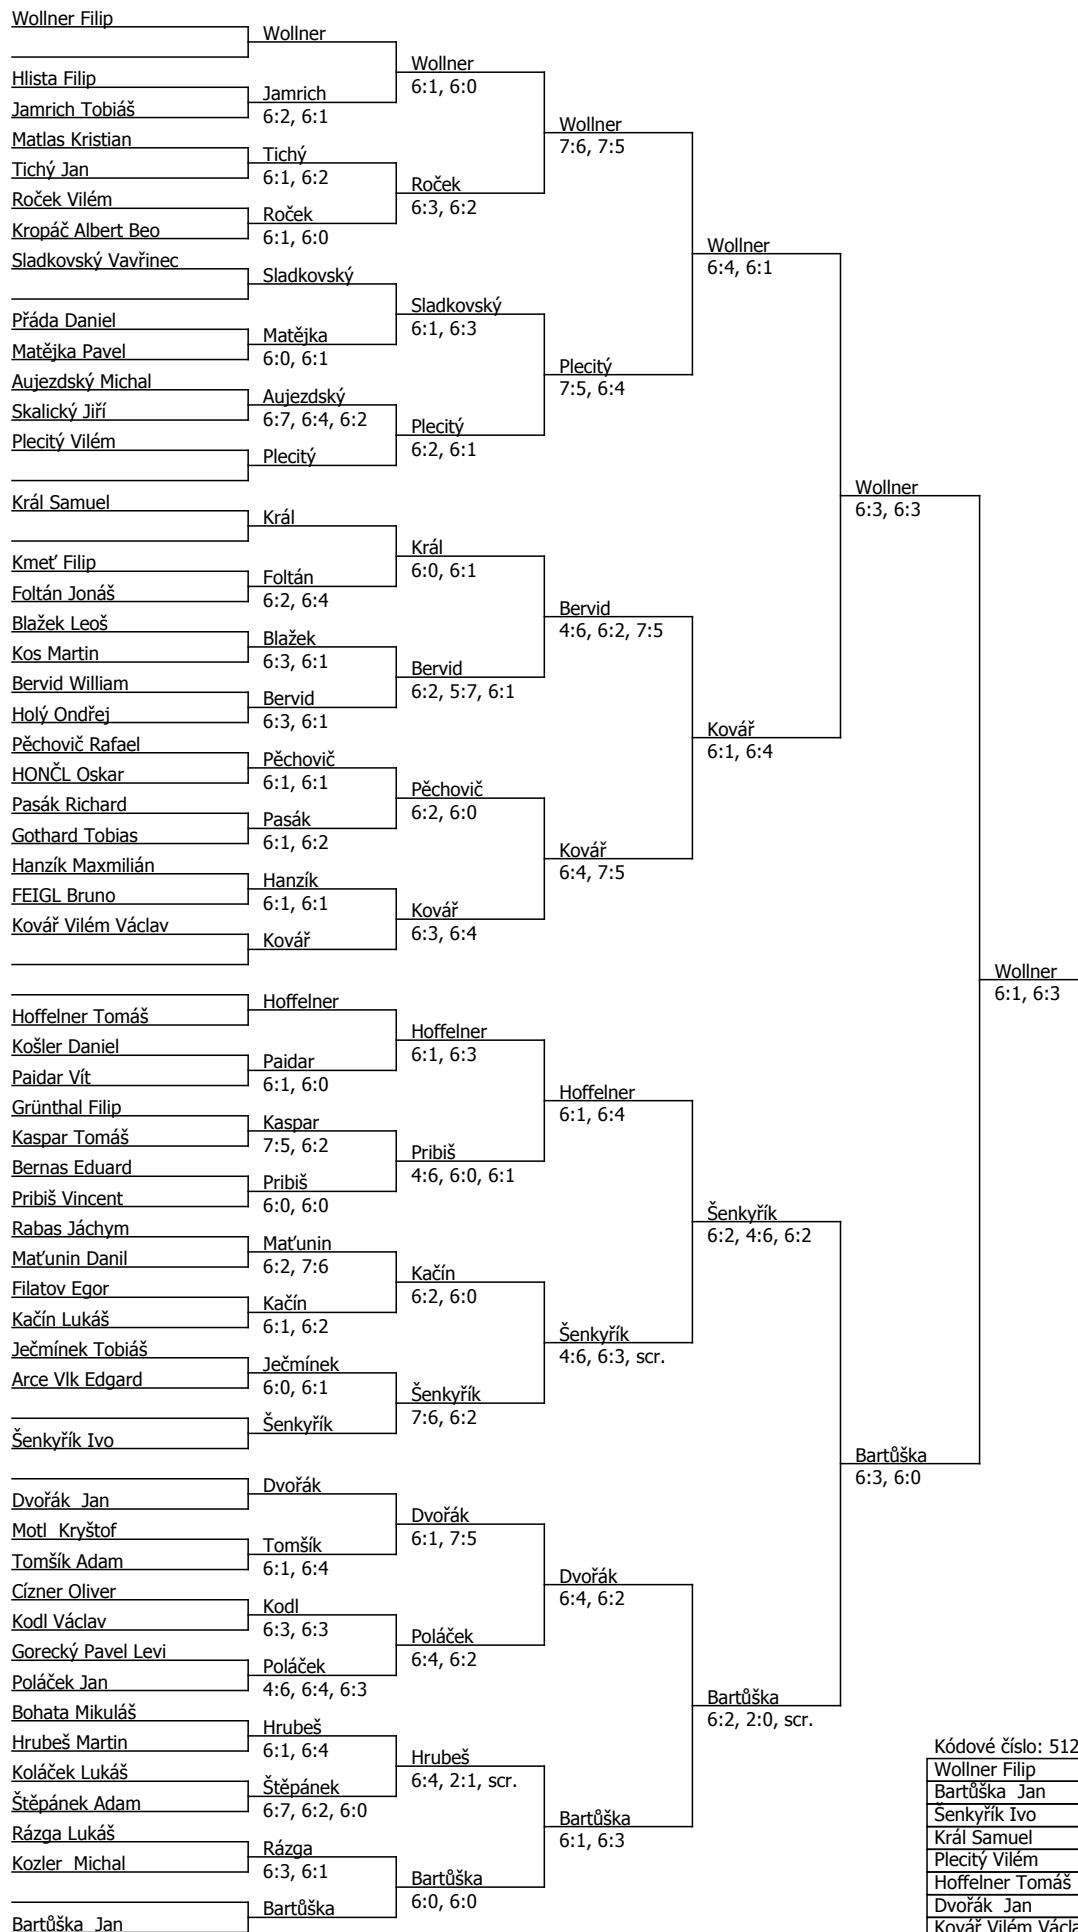 Wollner Filip
Hlista Filip
Jamrich Tobiáš
Matlas Kristian
Tichý Jan
Roček Vilém
Kropáč Albert Beo
Sladkovský Vavřinec
Přáda Daniel
Matějka Pavel
Aujezdský Michal
Skalický Jiří
Plecitý Vilém
Král Samuel
Kmeť Filip
Foltán Jonáš
Blažek Leoš
Kos Martin
Bervid William
Holý Ondřej
Pěchovič Rafael
HONČL Oskar
Pasák Richard
Gothard Tobias
Hanzík Maxmilián
FEIGL Bruno
Kovář Vilém Václav
Hoffelner Tomáš
Košler Daniel
Paidar Vít
Grünthal Filip
Kaspar Tomáš
Bernas Eduard
Pribiš Vincent
Rabas Jáchym
Maťunin Danil
Filatov Egor
Kačín Lukáš
Ječmínek Tobiáš
Arce Vlk Edgard
Šenkyřík Ivo
Dvořák Jan
Motl Kryštof
Tomšík Adam
Cízner Oliver
Kodl Václav
Gorecký Pavel Levi
Poláček Jan
Bohata Mikuláš
Hrubeš Martin
Koláček Lukáš
Štěpánek Adam
Rázga Lukáš
Kozler Michal
Bartůška Jan
Wollner
Jamrich
6:2, 6:1
Tichý
6:1, 6:2
Roček
6:1, 6:0
Sladkovský
Matějka
6:0, 6:1
Aujezdský
6:7, 6:4, 6:2
Plecitý
Král
Foltán
6:2, 6:4
Blažek
6:3, 6:1
Bervid
6:3, 6:1
Pěchovič
6:1, 6:1
Pasák
6:1, 6:2
Hanzík
6:1, 6:1
Kovář
Hoffelner
Paidar
6:1, 6:0
Kaspar
7:5, 6:2
Pribiš
6:0, 6:0
Maťunin
6:2, 7:6
Kačín
6:1, 6:2
Ječmínek
6:0, 6:1
Šenkyřík
Dvořák
Tomšík
6:1, 6:4
Kodl
6:3, 6:3
Poláček
4:6, 6:4, 6:3
Hrubeš
6:1, 6:4
Štěpánek
6:7, 6:2, 6:0
Rázga
6:3, 6:1
Bartůška
Wollner
6:1, 6:0
Roček
6:3, 6:2
Sladkovský
6:1, 6:3
Plecitý
6:2, 6:1
Král
6:0, 6:1
Bervid
6:2, 5:7, 6:1
Pěchovič
6:2, 6:0
Kovář
6:3, 6:4
Hoffelner
6:1, 6:3
Pribiš
4:6, 6:0, 6:1
Kačín
6:2, 6:0
Šenkyřík
7:6, 6:2
Dvořák
6:1, 7:5
Poláček
6:4, 6:2
Hrubeš
6:4, 2:1, scr.
Bartůška
6:0, 6:0
Wollner
7:6, 7:5
Plecitý
7:5, 6:4
Bervid
4:6, 6:2, 7:5
Kovář
6:4, 7:5
Hoffelner
6:1, 6:4
Šenkyřík
4:6, 6:3, scr.
Dvořák
6:4, 6:2
Bartůška
6:1, 6:3
Wollner
6:4, 6:1
Kovář
6:1, 6:4
Šenkyřík
6:2, 4:6, 6:2
Bartůška
6:2, 2:0, scr.
Wollner
6:3, 6:3
Bartůška
6:3, 6:0
Wollner
6:1, 6:3
Kódové číslo: 512
Wollner Filip
Bartůška Jan
Šenkyřík Ivo
Král Samuel
Plecitý Vilém
Hoffelner Tomáš
Dvořák Jan
Kovář Vilém Václa